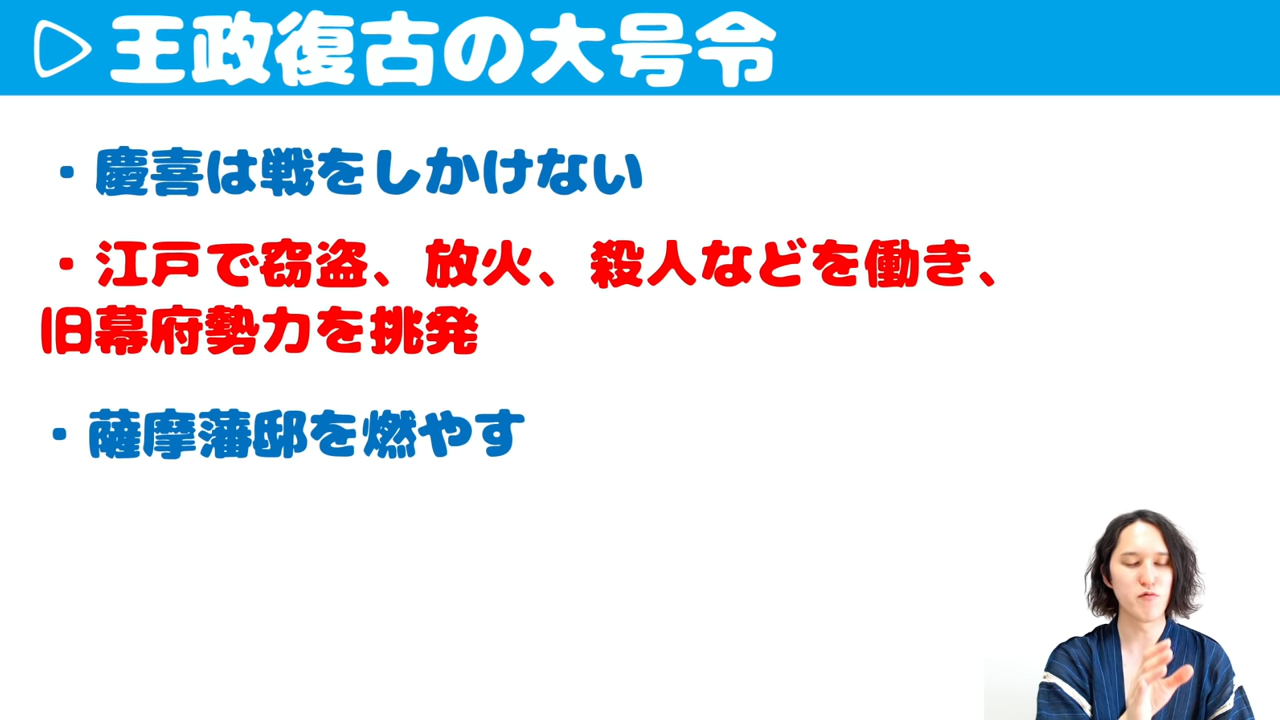 王政復古の大号令
・慶喜は戦をしかけない
・江戸で窃盗、放火、殺人などを働き、
旧幕府勢力を挑発
・薩摩藩邸を燃やす